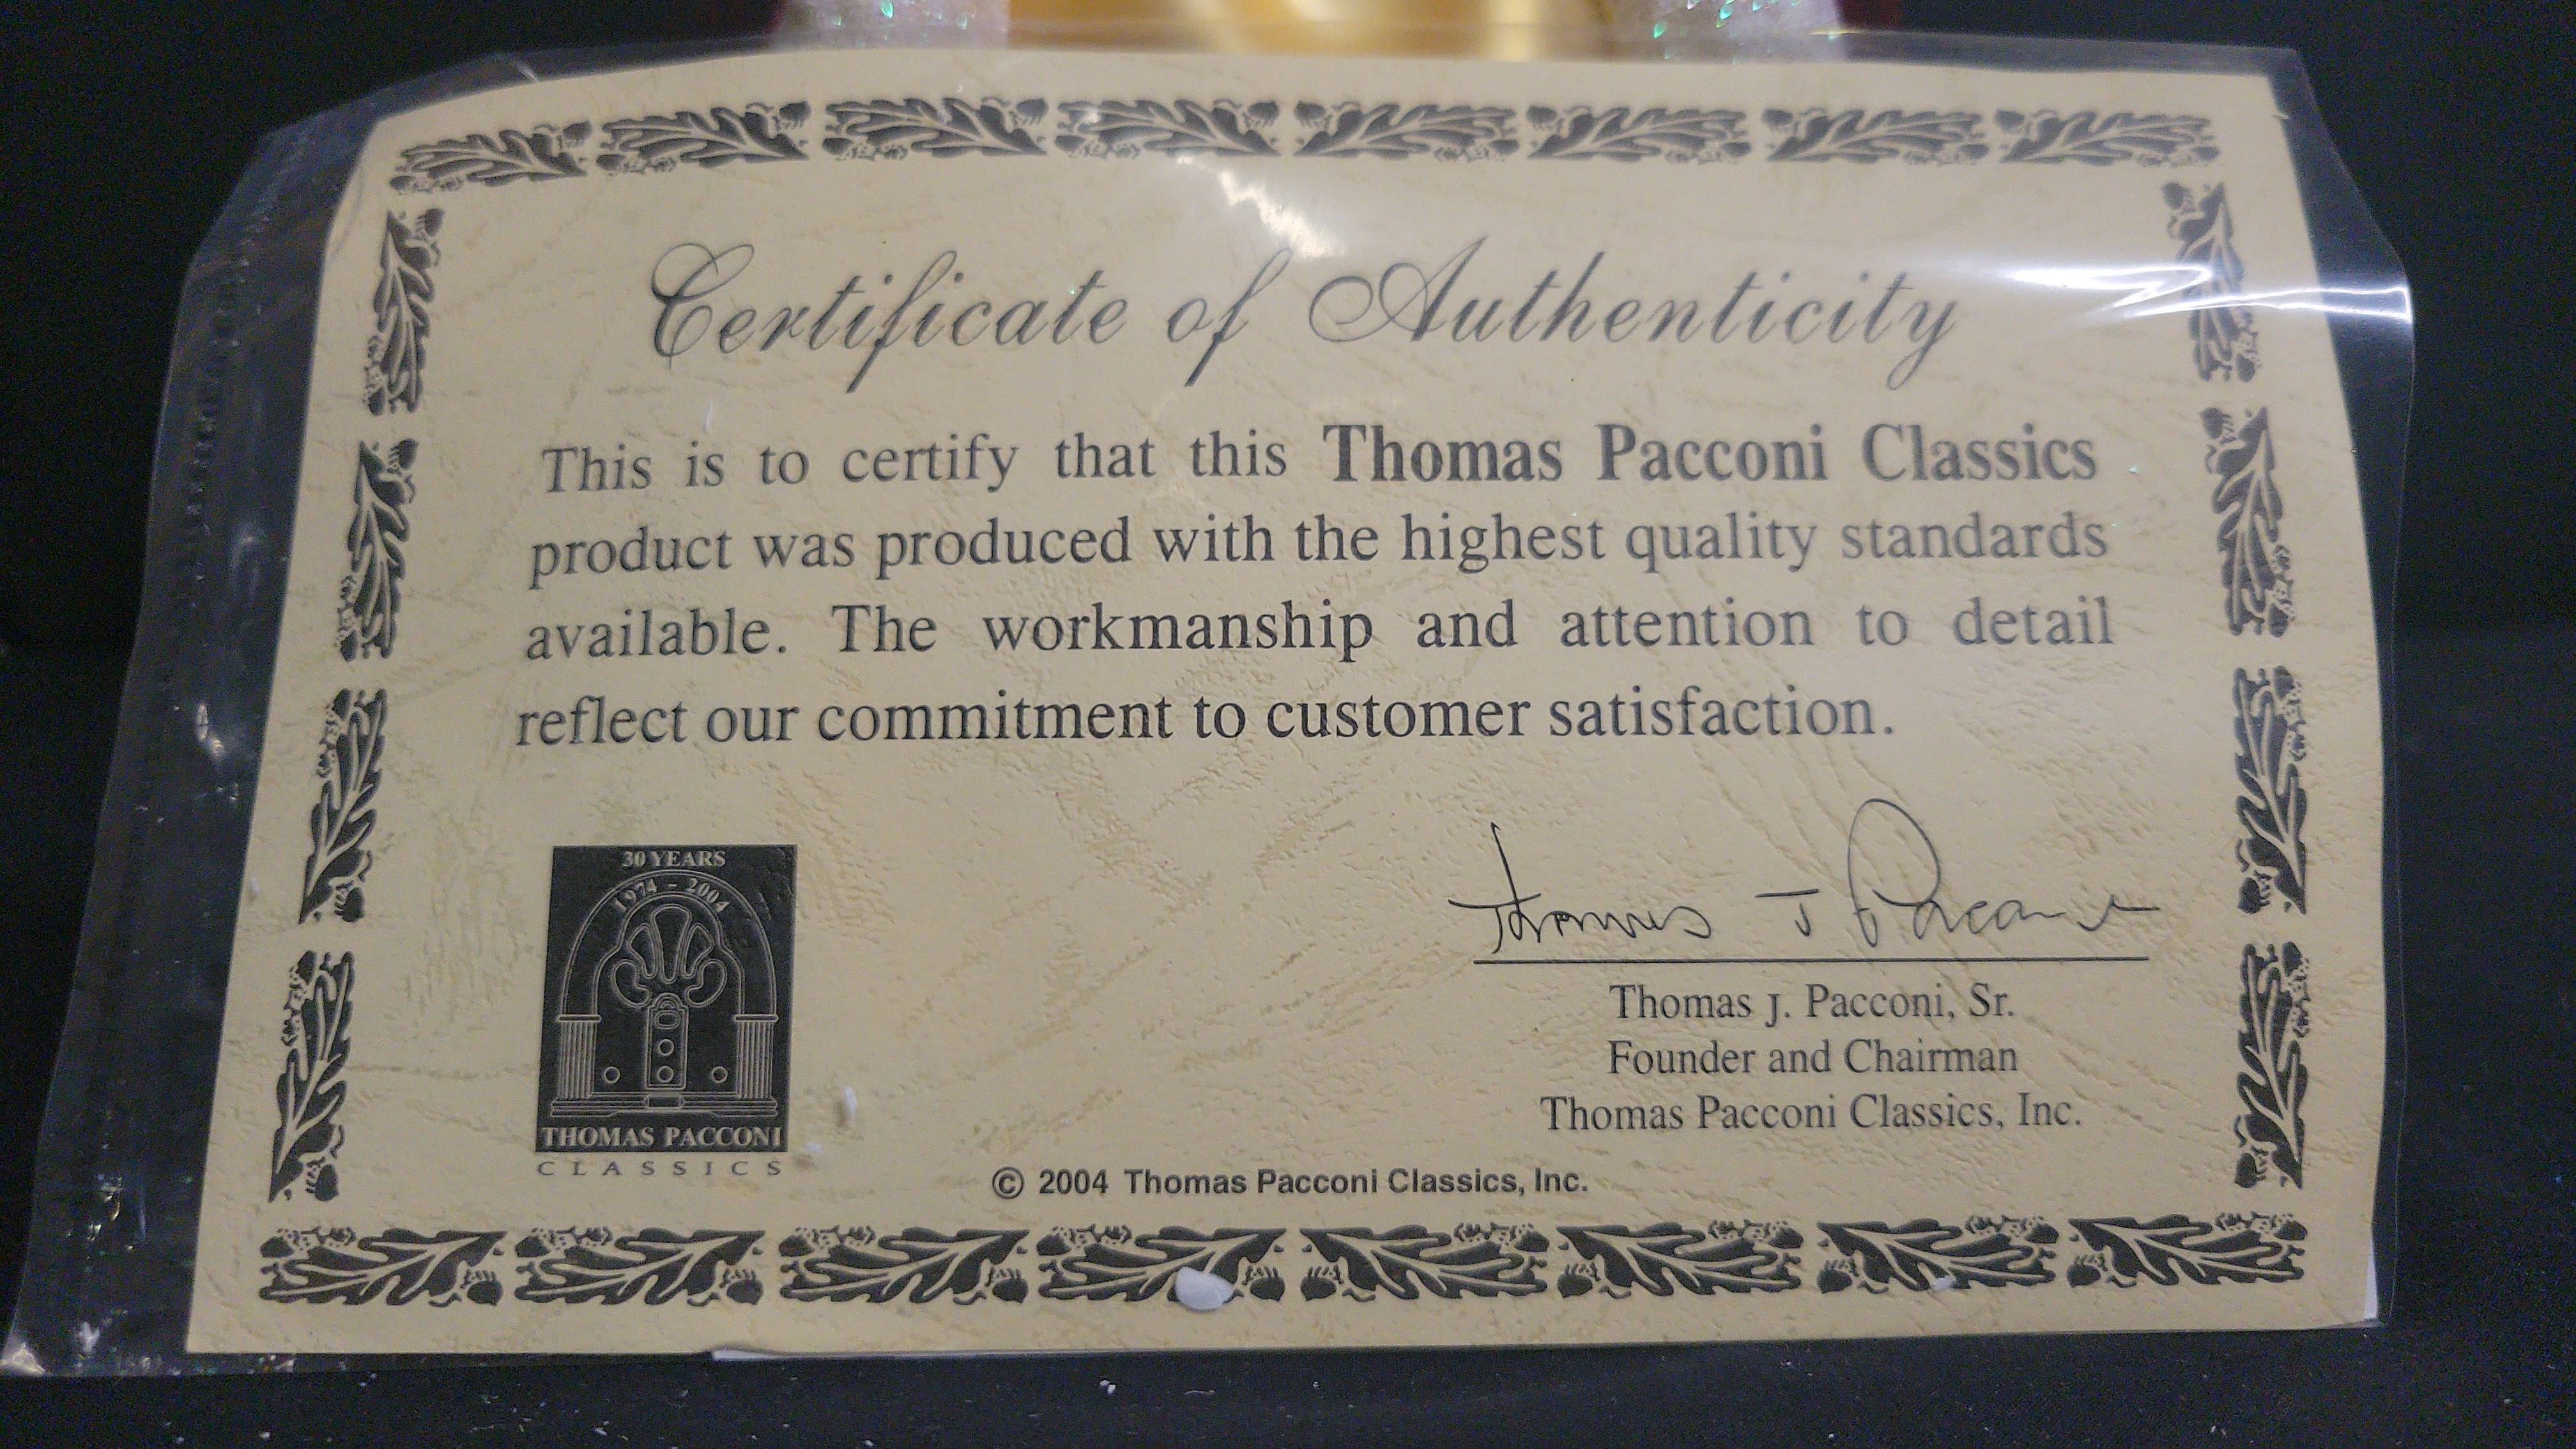 Certificate of Authenticity
This is to certify that this Thomas Pacconi Classics
product was produced with the highest quality standards
available. The workmanship and attention to detail
reflect our commitment to customer satisfaction.
30 YEARS
1974 - 2004
THOMAS PACCONI
CLASSICS
Thomas J Pacconi
Thomas J. Pacconi, Sr.
Founder and Chairman
Thomas Pacconi Classics, Inc.
© 2004 Thomas Pacconi Classics, Inc.